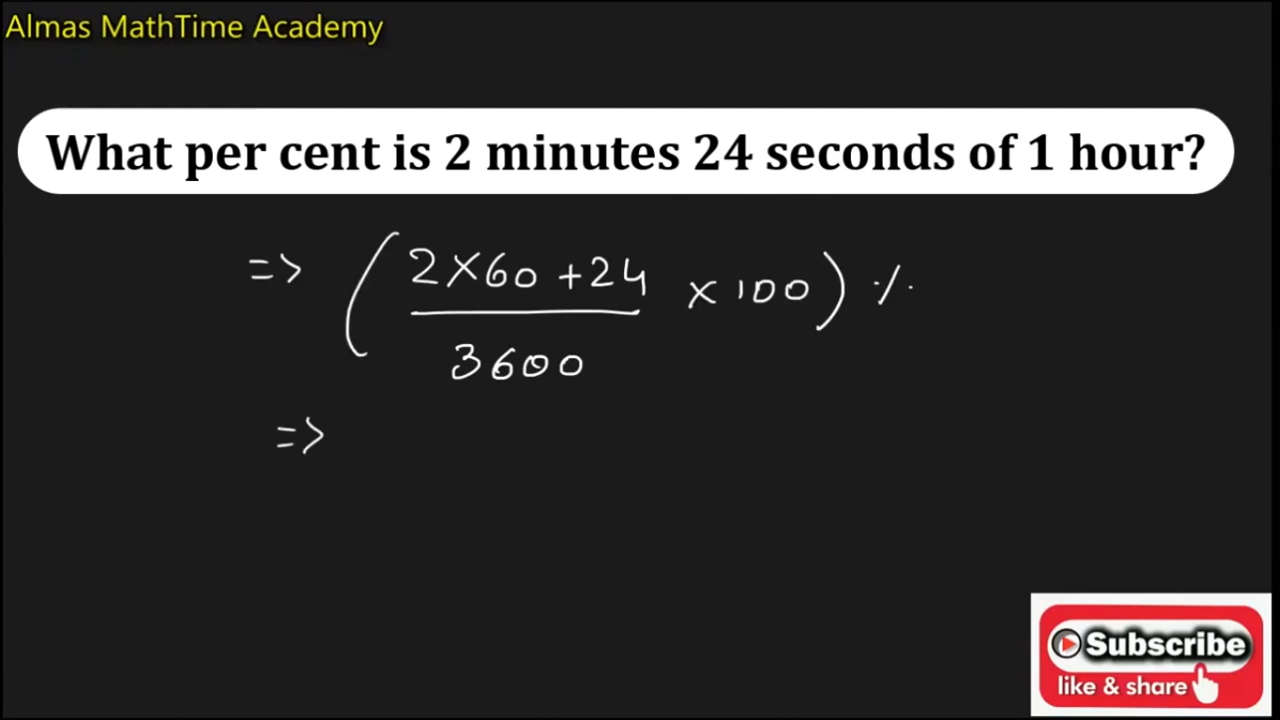 Almas MathTime Academy
What per cent is 2 minutes 24 seconds of 1 hour?
=> ( 2×60 +24 × 100 ) %
3600
=>
Subscribe
like & share